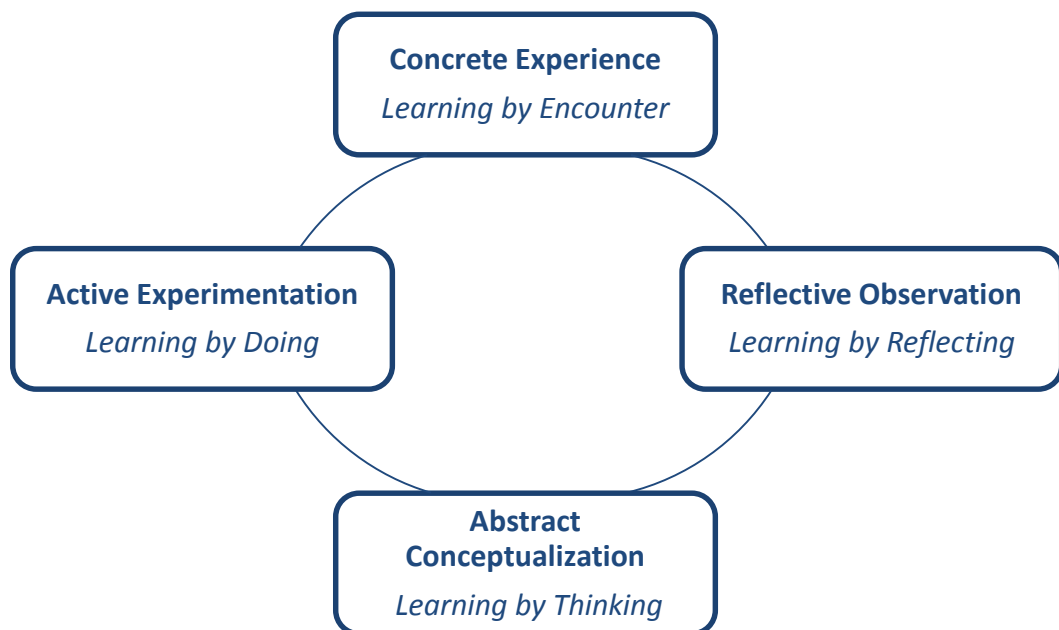 Concrete Experience
Learning by Encounter
Active Experimentation
Learning by Doing
Reflective Observation
Learning by Reflecting
Abstract
Conceptualization
Learning by Thinking